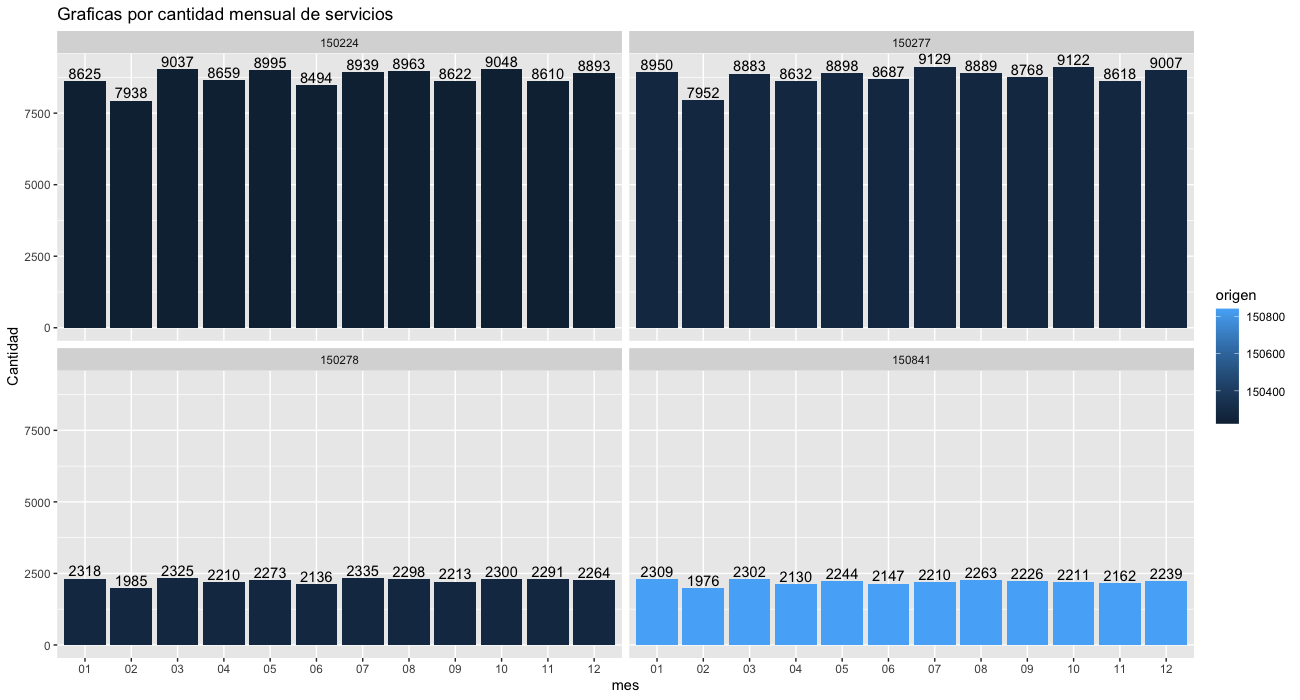 Graficas por cantidad mensual de servicios
150224
150277
8625 7938 9037 8659 8995 8494 8939 8963 8622 9048 8610 8893
8950 7952 8883 8632 8898 8687 9129 8889 8768 9122 8618 9007
7500
5000
2500
0
Cantidad
150278
150841
2318 1985 2325 2210 2273 2136 2335 2298 2213 2300 2291 2264
2309 1976 2302 2130 2244 2147 2210 2263 2226 2211 2162 2239
7500
5000
2500
0
01 02 03 04 05 06 07 08 09 10 11 12
01 02 03 04 05 06 07 08 09 10 11 12
mes
origen
150800
150600
150400